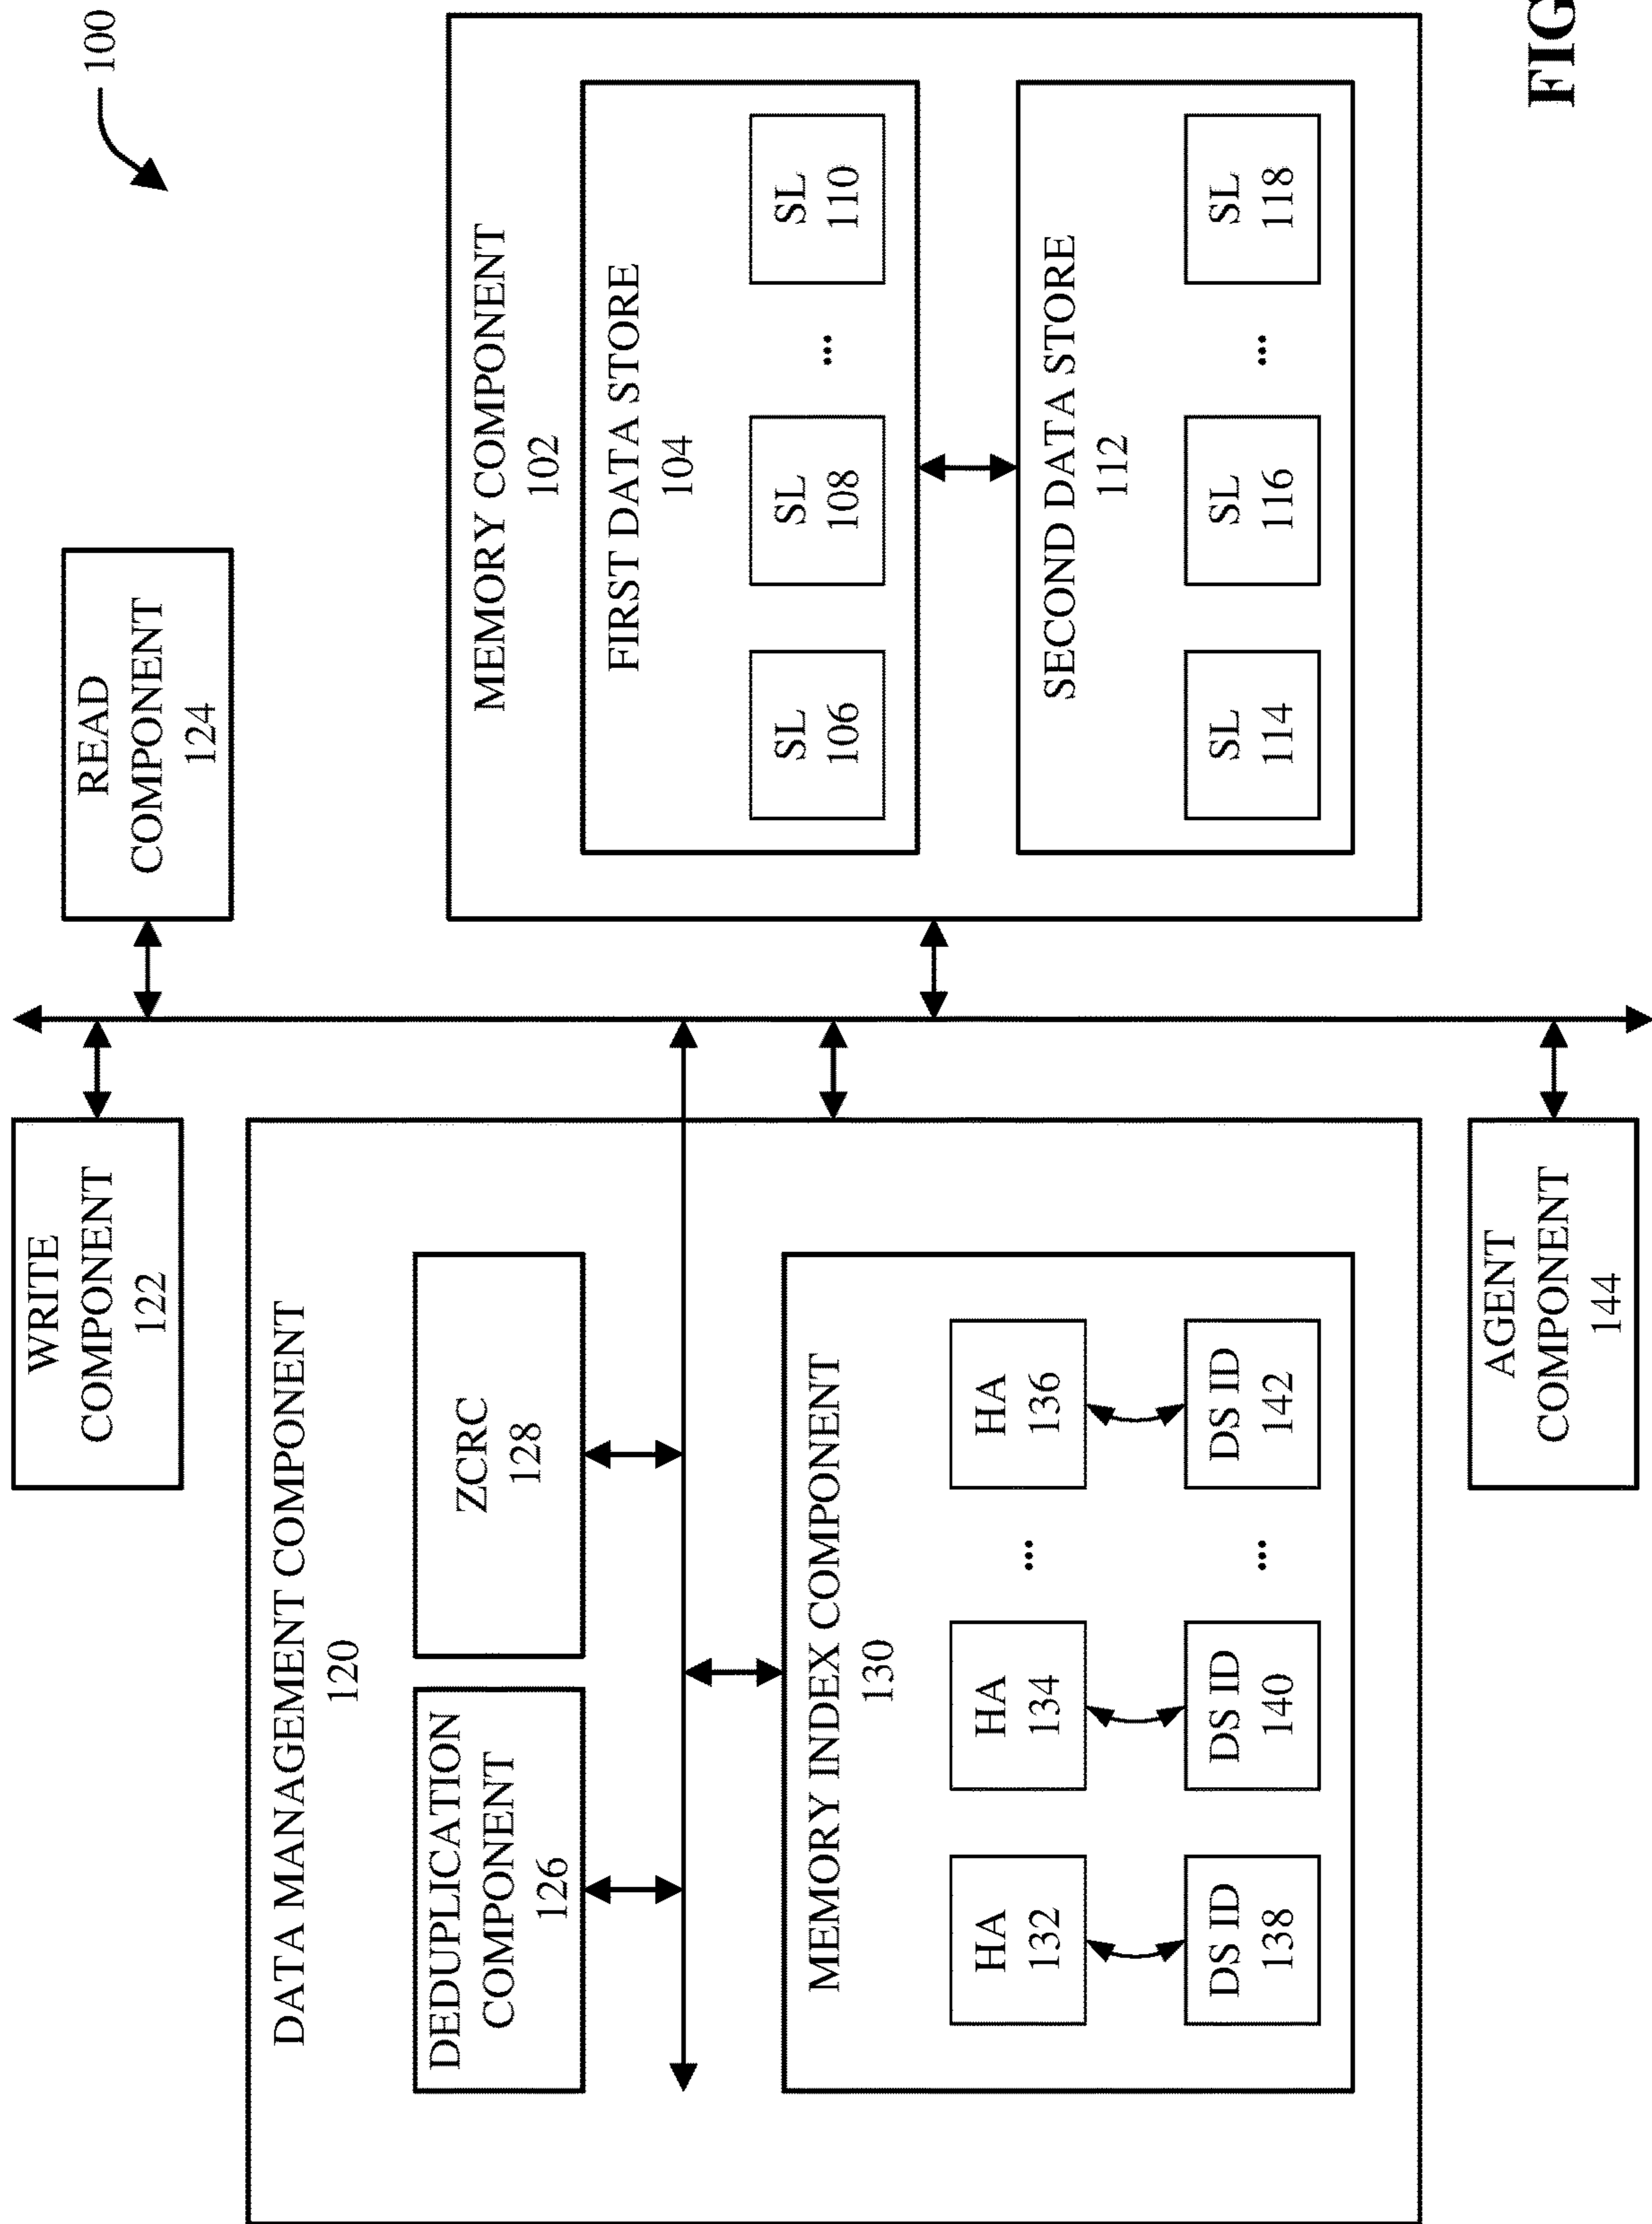 100
WRITE
COMPONENT
122
READ
COMPONENT
124
DATA MANAGEMENT COMPONENT
120
DEDUPLICATION
COMPONENT
126
ZCRC
128
MEMORY INDEX COMPONENT
130
HA
132
HA
134
...
HA
136
DS ID
138
DS ID
140
...
DS ID
142
MEMORY COMPONENT
102
FIRST DATA STORE
104
SL
106
SL
108
...
SL
110
SECOND DATA STORE
112
SL
114
SL
116
...
SL
118
AGENT
COMPONENT
144
FIG